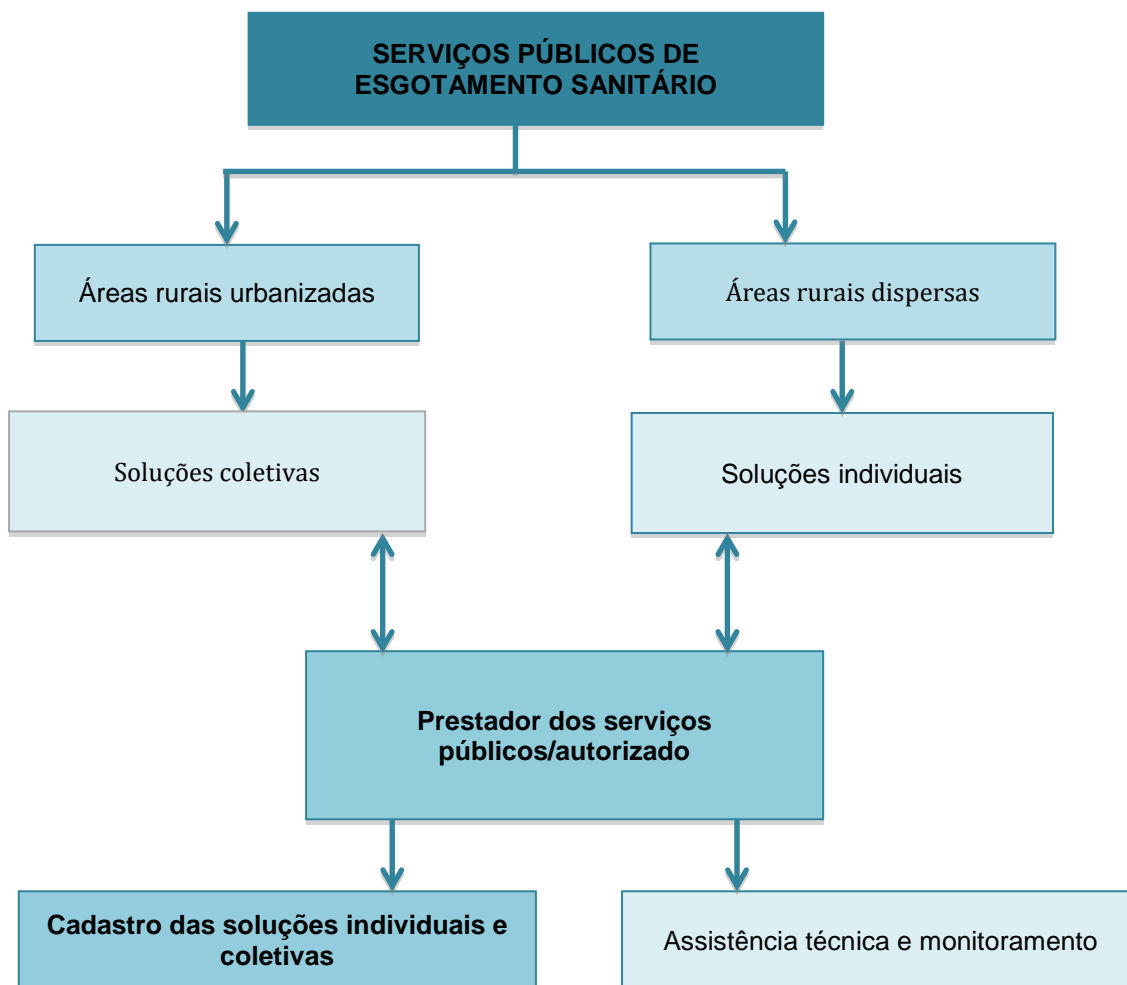 SERVIÇOS PÚBLICOS DE
ESGOTAMENTO SANITÁRIO
Áreas rurais urbanizadas
Áreas rurais dispersas
Soluções coletivas
Soluções individuais
Prestador dos serviços
públicos/autorizado
Cadastro das soluções individuais e
coletivas
Assistência técnica e monitoramento